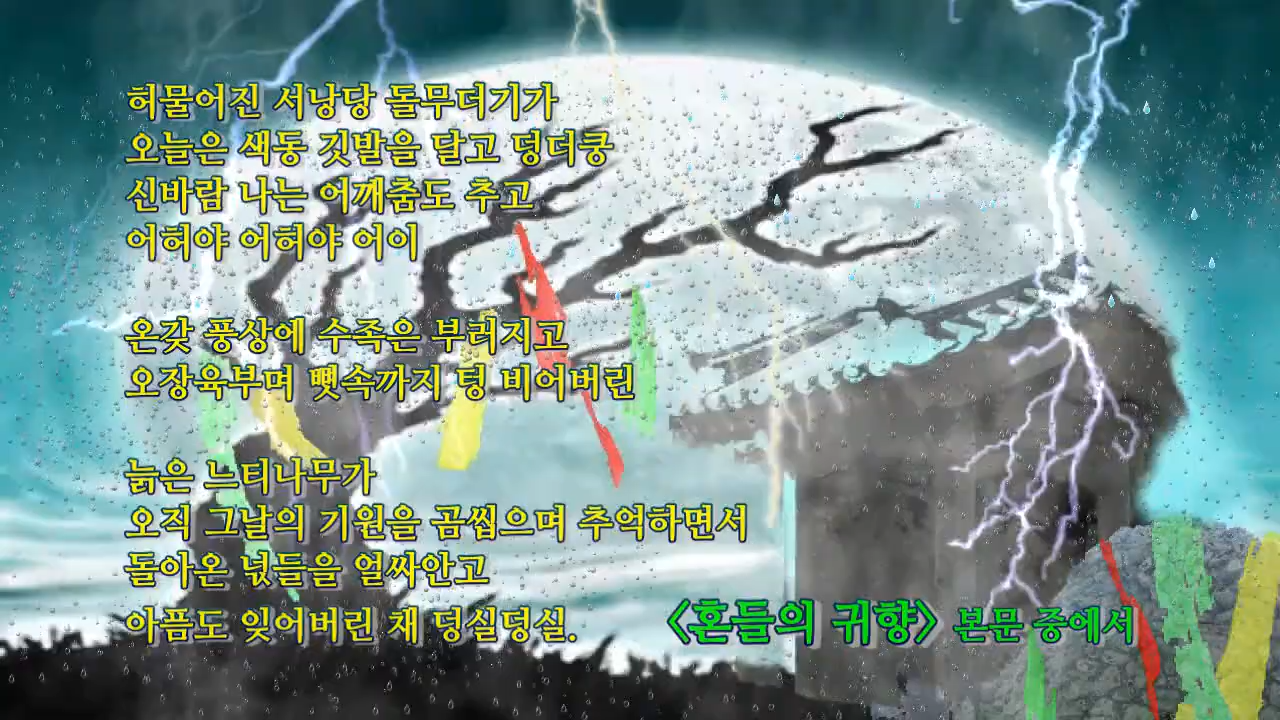 허물어진 서낭당 돌무더기가
오늘은 색동 깃발을 달고 덩더쿵
신바람 나는 어깨춤도 추고
어허야 어허야 어이
온갖 풍상에 수족은 부러지고
오장육부며 뼛속까지 텅 비어버린
늙은 느티나무가
오직 그날의 기원을 곱씹으며 추억하면서
돌아온 넋들을 얼싸안고
아픔도 잊어버린 채 덩실덩실.
<혼들의 귀향> 본문 중에서